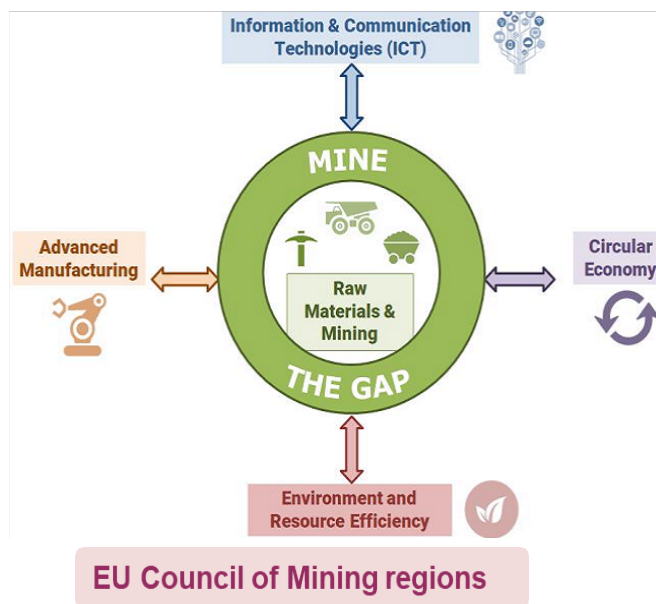 Information & Communication
Technologies (ICT)
MINE
Advanced
Manufacturing
Circular
Economy
Raw
Materials &
Mining
THE GAP
Environment and
Resource Efficiency
EU Council of Mining regions